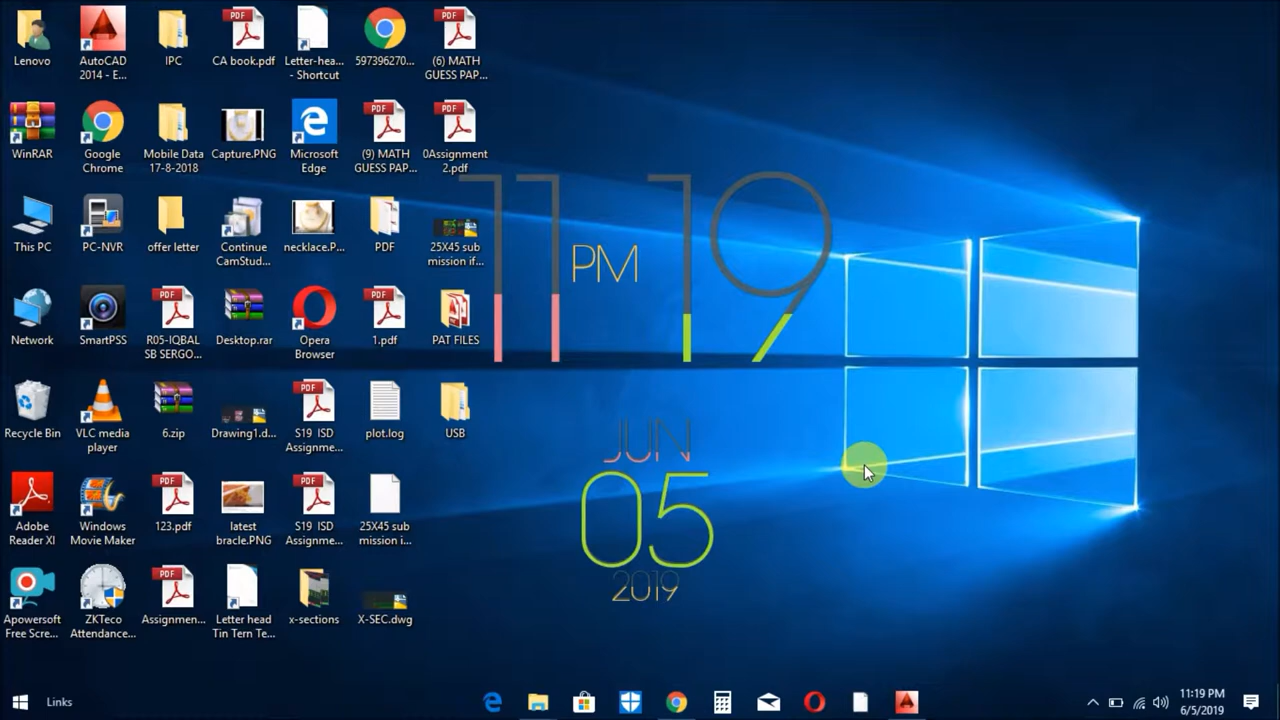 Lenovo
AutoCAD
2014 - E...
IPC
CA book.pdf
Letter-hea...
- Shortcut
597396270...
(6) MATH
GUESS PAP...
WinRAR
Google
Chrome
Mobile Data
17-8-2018
Capture.PNG
Microsoft
Edge
(9) MATH
GUESS PAP...
0Assignment
2.pdf
This PC
PC-NVR
offer letter
Continue
CamStud...
necklace.P...
PDF
25X45 sub
mission if...
Network
SmartPSS
R05-IQBAL
SB SERGO...
Desktop.rar
Opera
Browser
1.pdf
PAT FILES
Recycle Bin
VLC media
player
6.zip
Drawing1.d...
S19 ISD
Assignme...
plot.log
USB
Adobe
Reader XI
Windows
Movie Maker
123.pdf
latest
bracle.PNG
S19 ISD
Assignme...
25X45 sub
mission i...
Apowersoft
Free Scre...
ZKTeco
Attendance...
Assignmen...
Letter head
Tin Tern Te...
x-sections
X-SEC.dwg
11 PM 19
JUN
05
2019
Links
11:19 PM
6/5/2019